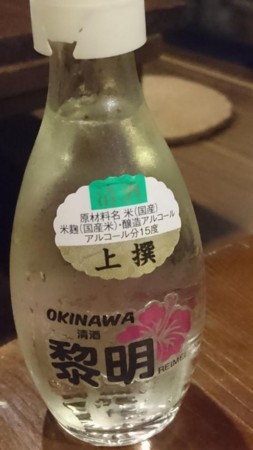 原材料名 米(国産)
米麹(国産米)・醸造アルコール
アルコール分15度
上撰
OKINAWA
清酒
黎明
REIMEI